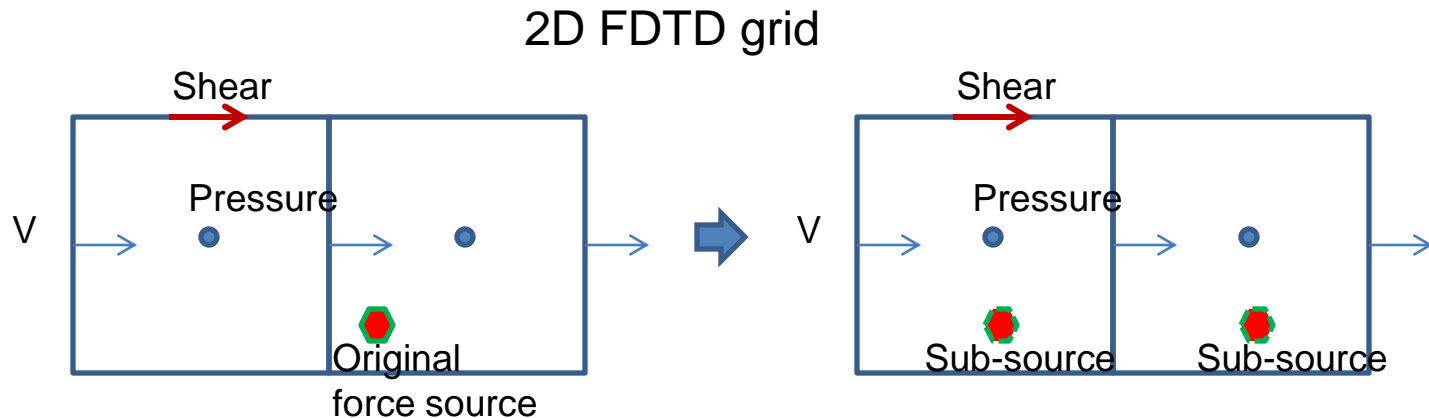 2D FDTD grid
Shear
Shear
Pressure
Pressure
V
V
Original
force source
Sub-source
Sub-source